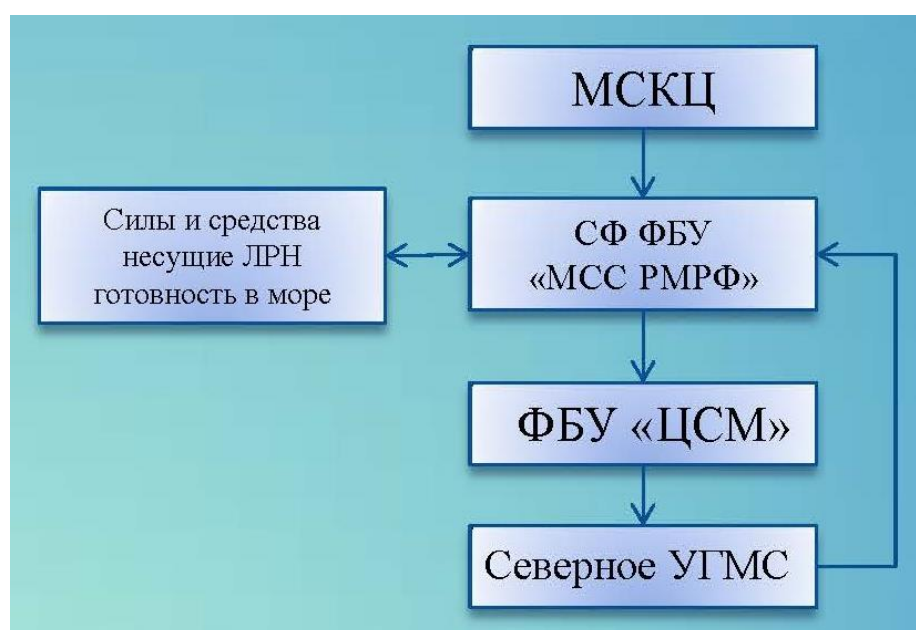 МСКЦ
Силы и средства
несущие ЛРН
готовность в море
СФ ФБУ
«МСС РМРФ»
ФБУ «ЦСМ»
Северное УГМС